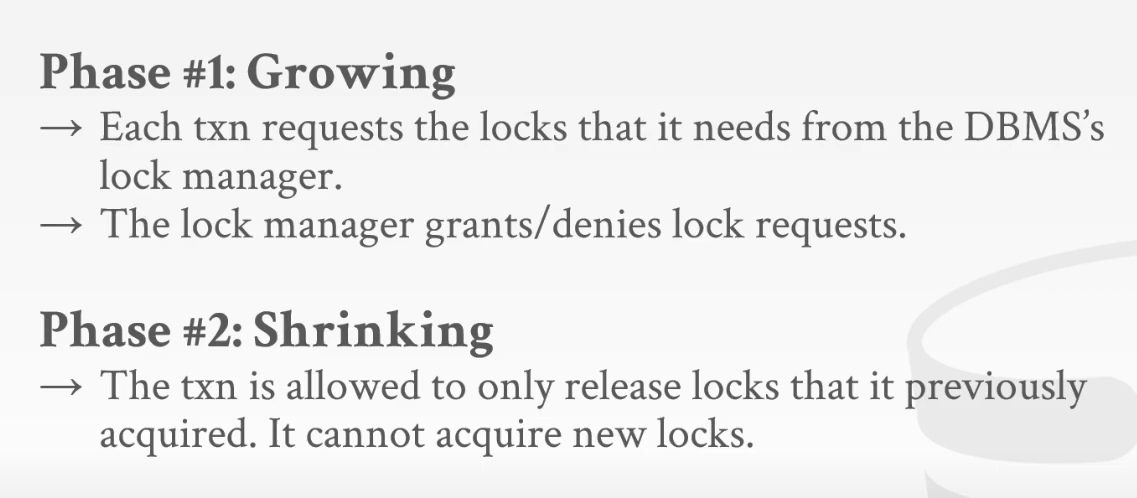 Phase #1: Growing
→ Each txn requests the locks that it needs from the DBMS’s
lock manager.
→ The lock manager grants/denies lock requests.
Phase #2: Shrinking
→ The txn is allowed to only release locks that it previously
acquired. It cannot acquire new locks.